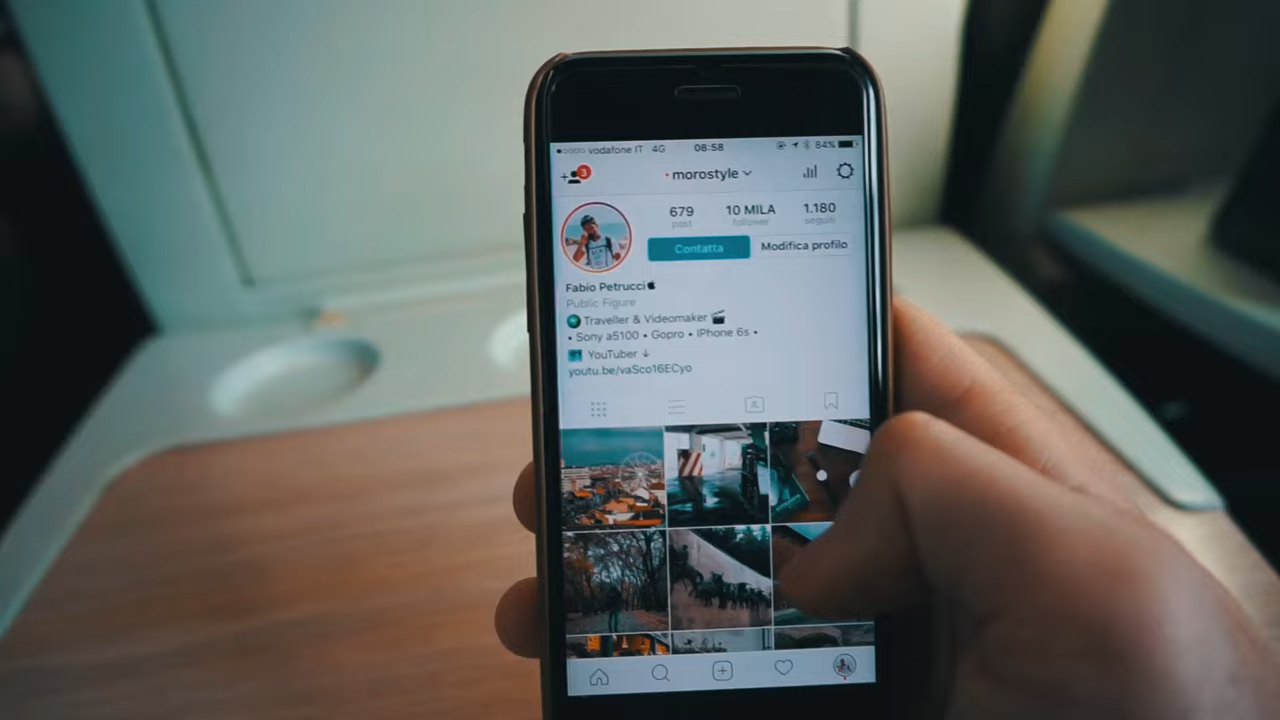 vodafone IT 4G 08:58 84%
3
morostyle
679 10 MILA 1.180
post follower seguiti
Contatta Modifica profilo
Fabio Petrucci
Public Figure
Traveller & Videomaker
• Sony a5100 • Gopro • iPhone 6s •
YouTuber ↓
youtu.be/vaSco16ECyo